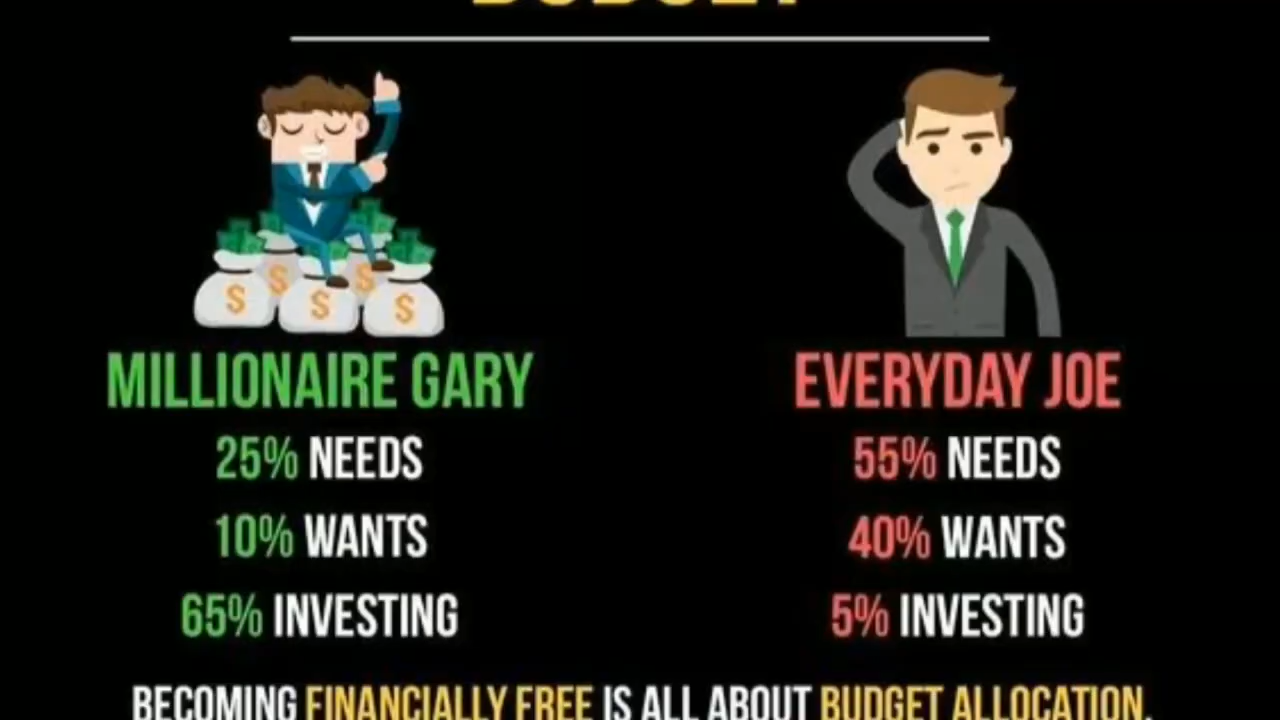 BUDGET
$ $
$ $ $
MILLIONAIRE GARY
EVERYDAY JOE
25% NEEDS
55% NEEDS
10% WANTS
40% WANTS
65% INVESTING
5% INVESTING
BECOMING FINANCIALLY FREE IS ALL ABOUT BUDGET ALLOCATION.